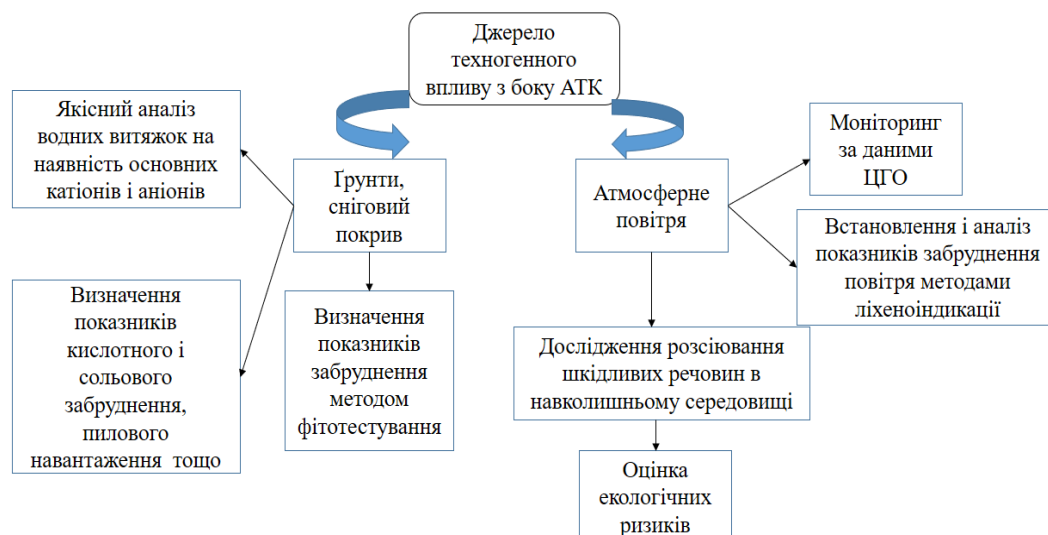 Джерело
техногенного
впливу з боку АТК
Якісний аналіз
водних витяжок на
наявність основних
катіонів і аніонів
Ґрунти,
сніговий
покрив
Атмосферне
повітря
Моніторинг
за даними
ЦГО
Встановлення і аналіз
показників забруднення
повітря методами
ліхеноіндикації
Визначення
показників
кислотного і
сольового
забруднення,
пилового
навантаження тощо
Визначення
показників
забруднення
методом
фітотестування
Дослідження розсіювання
шкідливих речовин в
навколишньому середовищі
Оцінка
екологічних
ризиків